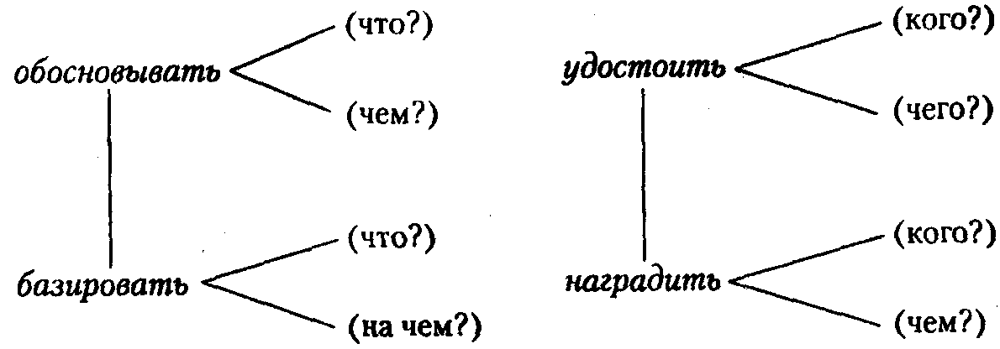 обосновывать
(что?)
(чем?)
базировать
(что?)
(на чем?)
удостоить
(кого?)
(чего?)
наградить
(кого?)
(чем?)